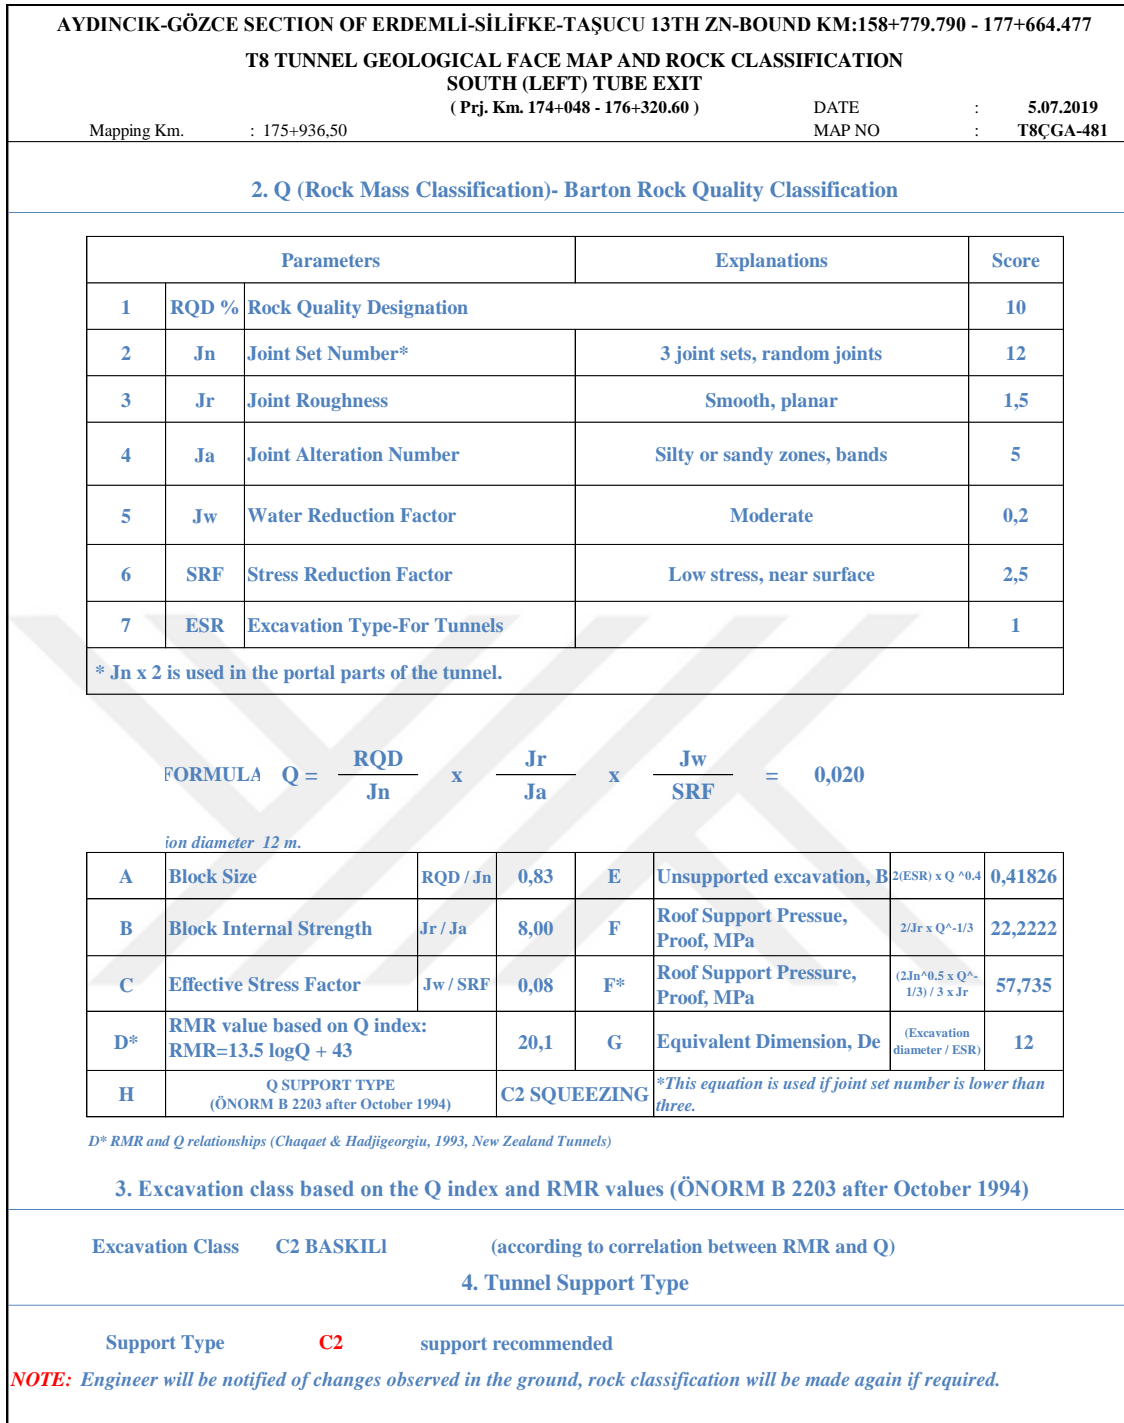 AYDINCIK-GÖZCE SECTION OF ERDEMLİ-SİLİFKE-TAŞUCU 13TH ZN-BOUND KM:158+779.790 - 177+664.477
T8 TUNNEL GEOLOGICAL FACE MAP AND ROCK CLASSIFICATION
SOUTH (LEFT) TUBE EXIT
( Prj. Km. 174+048 - 176+320.60 ) DATE : 5.07.2019
Mapping Km. : 175+936,50 MAP NO : T8ÇGA-481
2. Q (Rock Mass Classification)- Barton Rock Quality Classification
Parameters Explanations Score
1 RQD % Rock Quality Designation 10
2 Jn Joint Set Number* 3 joint sets, random joints 12
3 Jr Joint Roughness Smooth, planar 1,5
4 Ja Joint Alteration Number Silty or sandy zones, bands 5
5 Jw Water Reduction Factor Moderate 0,2
6 SRF Stress Reduction Factor Low stress, near surface 2,5
7 ESR Excavation Type-For Tunnels 1
* Jn x 2 is used in the portal parts of the tunnel.
FORMULA Q = RQD / Jn x Jr / Ja x Jw / SRF = 0,020
ion diameter 12 m.
A Block Size RQD / Jn 0,83 E Unsupported excavation, B 2(ESR) x Q ^0.4 0,41826
B Block Internal Strength Jr / Ja 8,00 F Roof Support Pressue, Proof, MPa 2/Jr x Q^-1/3 22,2222
C Effective Stress Factor Jw / SRF 0,08 F* Roof Support Pressure, Proof, MPa (2Jn^0.5 x Q^-1/3) / 3 x Jr 57,735
D* RMR value based on Q index: RMR=13.5 logQ + 43 20,1 G Equivalent Dimension, De (Excavation diameter / ESR) 12
H Q SUPPORT TYPE (ÖNORM B 2203 after October 1994) C2 SQUEEZING *This equation is used if joint set number is lower than three.
D* RMR and Q relationships (Chaqaet & Hadjigeorgiu, 1993, New Zealand Tunnels)
3. Excavation class based on the Q index and RMR values (ÖNORM B 2203 after October 1994)
Excavation Class C2 BASKILI (according to correlation between RMR and Q)
4. Tunnel Support Type
Support Type C2 support recommended
NOTE: Engineer will be notified of changes observed in the ground, rock classification will be made again if required.